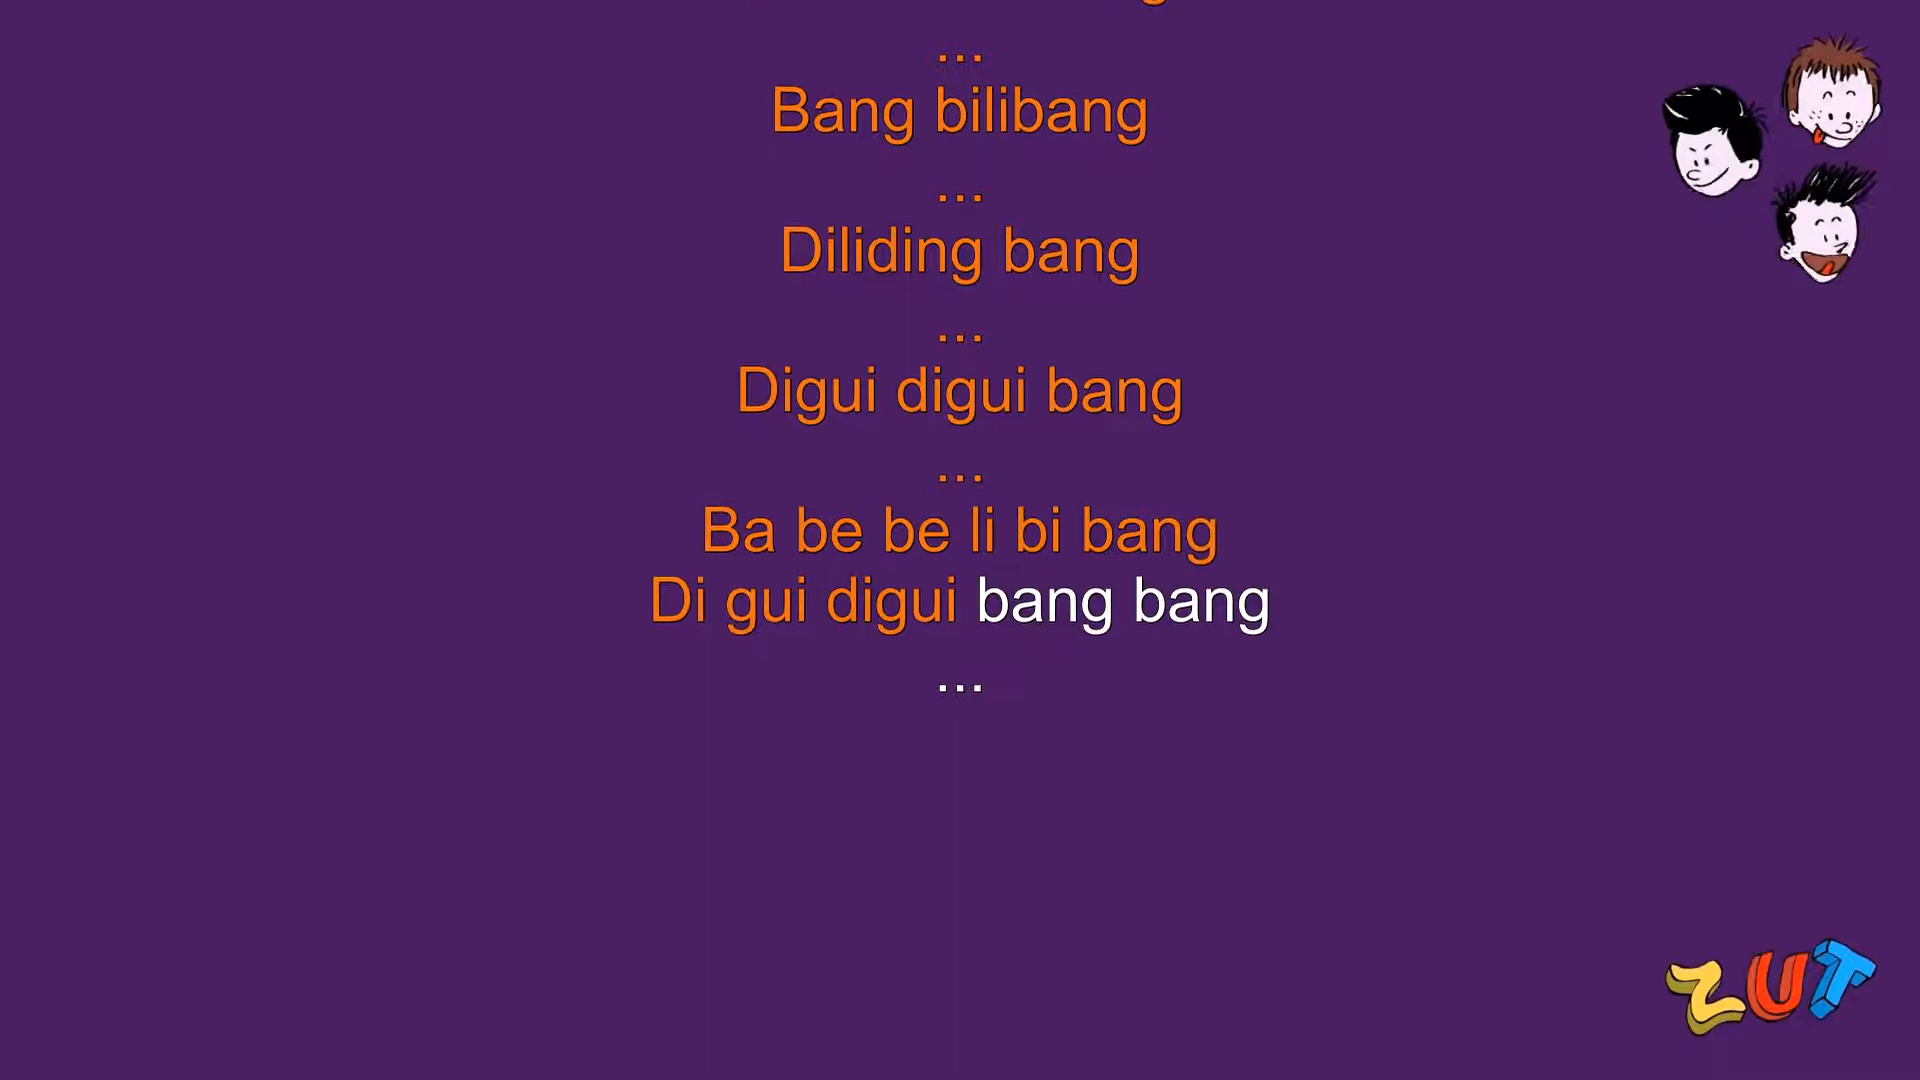 ...
Bang bilibang
...
Diliding bang
...
Digui digui bang
...
Ba be be li bi bang
Di gui digui bang bang
...
ZUT